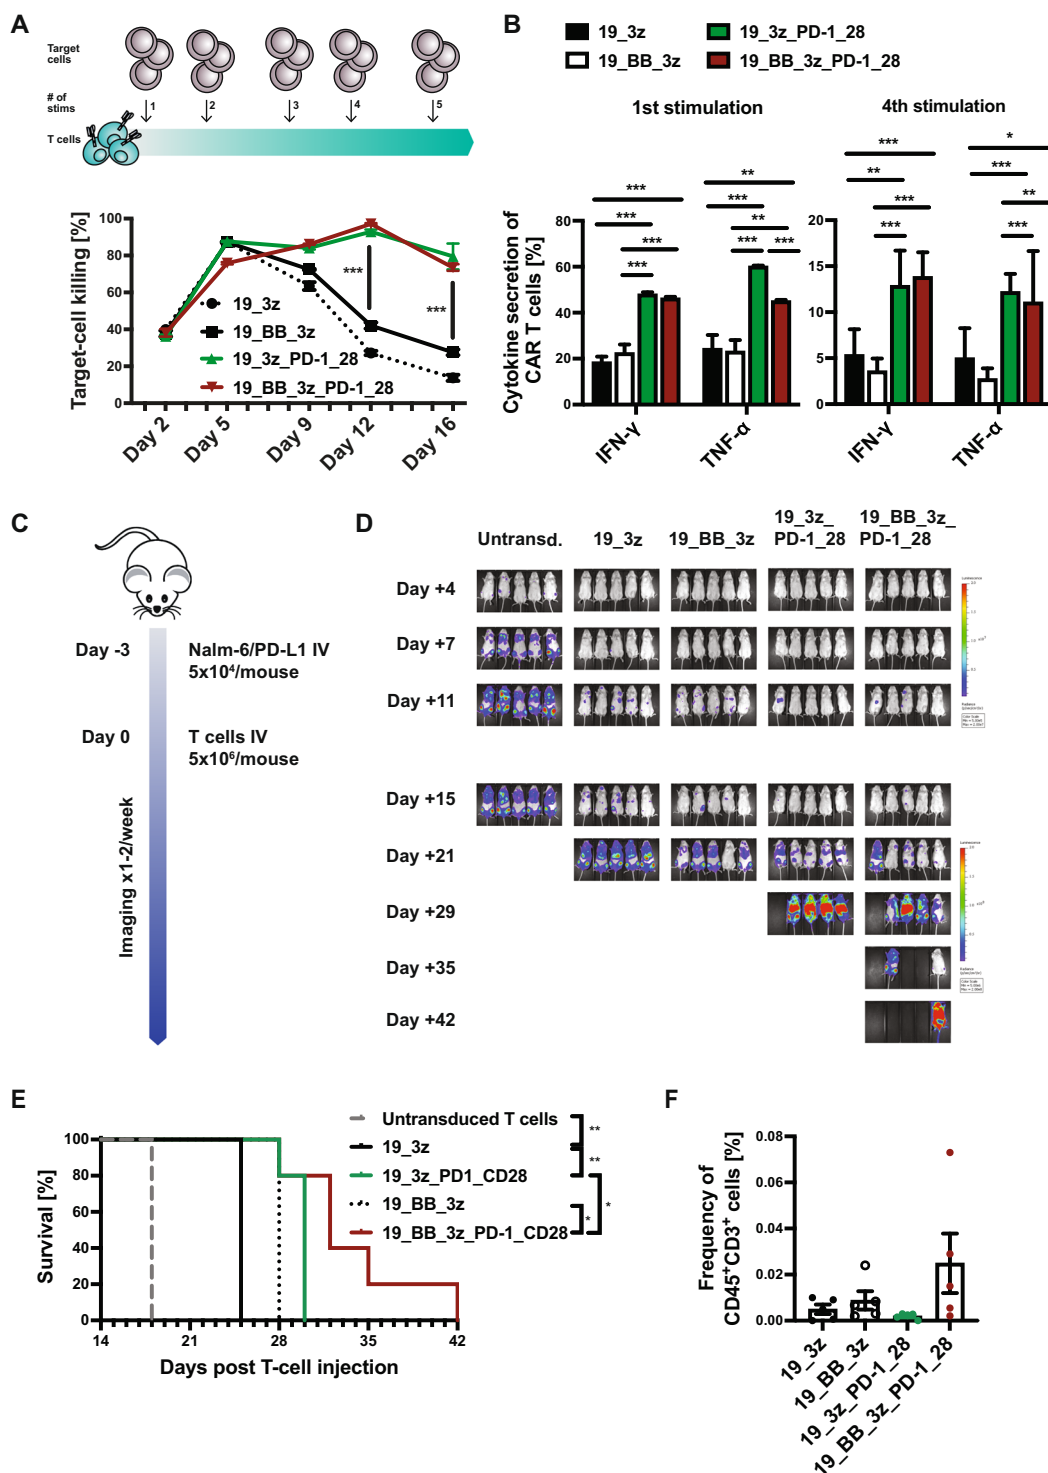 A
Target
cells
# of
stims
1
2
3
4
5
T cells
Target-cell killing [%]
100
80
60
40
20
0
***
***
19_3z
19_BB_3z
19_3z_PD-1_28
19_BB_3z_PD-1_28
Day 2
Day 5
Day 9
Day 12
Day 16
B
19_3z
19_3z_PD-1_28
19_BB_3z
19_BB_3z_PD-1_28
1st stimulation
4th stimulation
Cytokine secretion of
CAR T cells [%]
80
60
40
20
0
***
***
***
***
**
***
**
***
***
IFN-γ
TNF-α
20
15
10
5
0
***
**
***
***
*
***
**
***
IFN-γ
TNF-α
C
Day -3
Nalm-6/PD-L1 IV
5x10⁴/mouse
Day 0
T cells IV
5x10⁶/mouse
Imaging x1-2/week
D
Untransd.
19_3z
19_BB_3z
19_3z_
PD-1_28
19_BB_3z_
PD-1_28
Day +4
Day +7
Day +11
Day +15
Day +21
Day +29
Day +35
Day +42
E
Survival [%]
100
80
60
40
20
0
14
21
28
35
42
Days post T-cell injection
Untransduced T cells
19_3z
19_3z_PD1_CD28
19_BB_3z
19_BB_3z_PD-1_CD28
**
**
*
*
F
Frequency of
CD45⁺CD3⁺ cells [%]
0.08
0.06
0.04
0.02
0.00
19_3z
19_BB_3z
19_3z_PD-1_28
19_BB_3z_PD-1_28